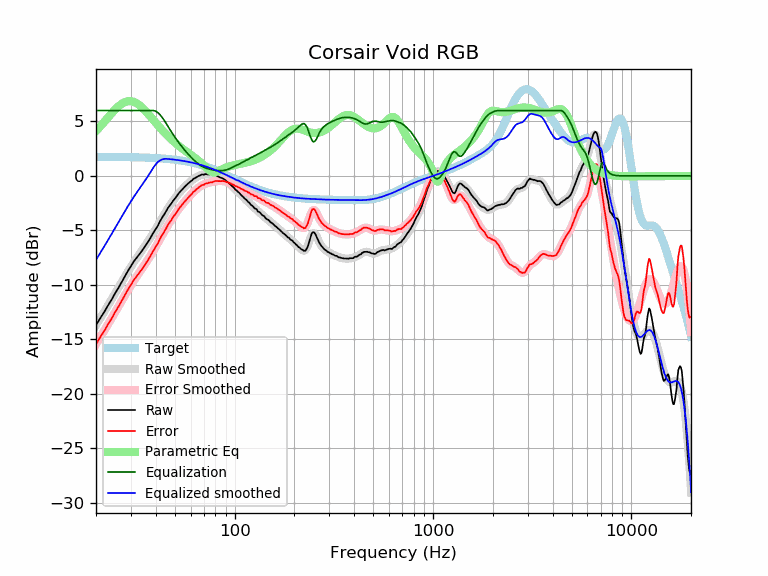 Corsair Void RGB
Amplitude (dBr)
5
0
−5
−10
−15
−20
−25
−30
Target
Raw Smoothed
Error Smoothed
Raw
Error
Parametric Eq
Equalization
Equalized smoothed
100
1000
10000
Frequency (Hz)